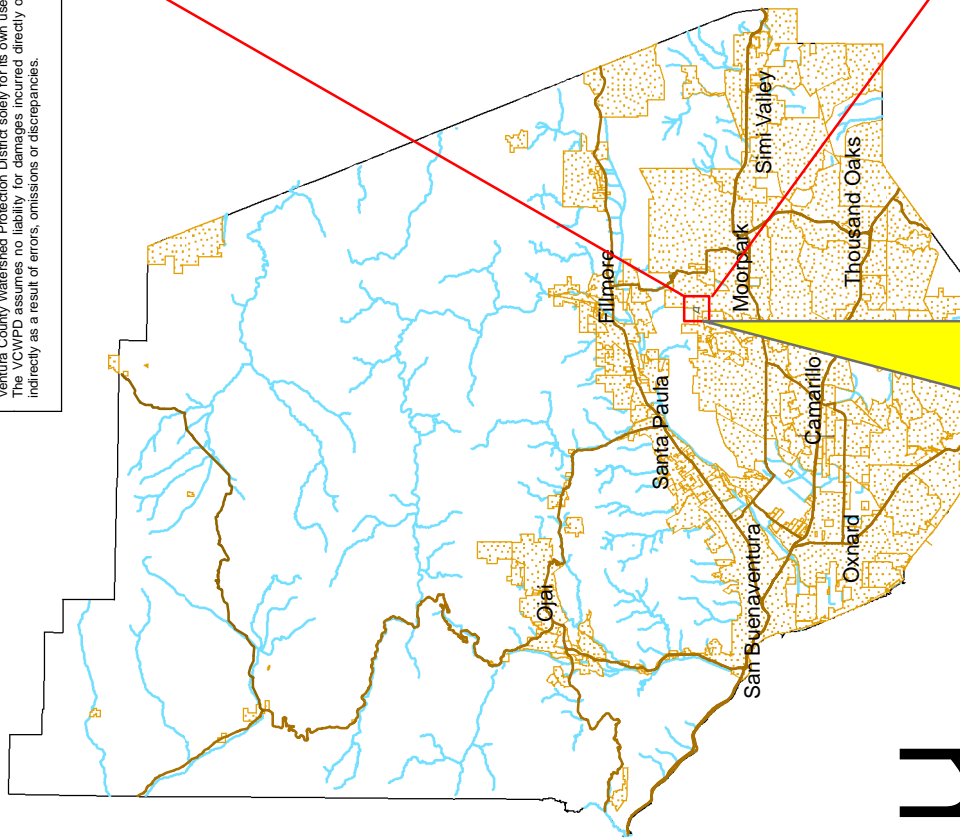 Ventura County Watershed Protection District solely for its own use
The VCWPD assumes no liability for damages incurred directly
indirectly as a result of errors, omissions or discrepancies.
Fillmore
Simi Valley
Moorpark
Thousand Oaks
Santa Paula
Camarillo
Ojai
San Buenaventura
Oxnard